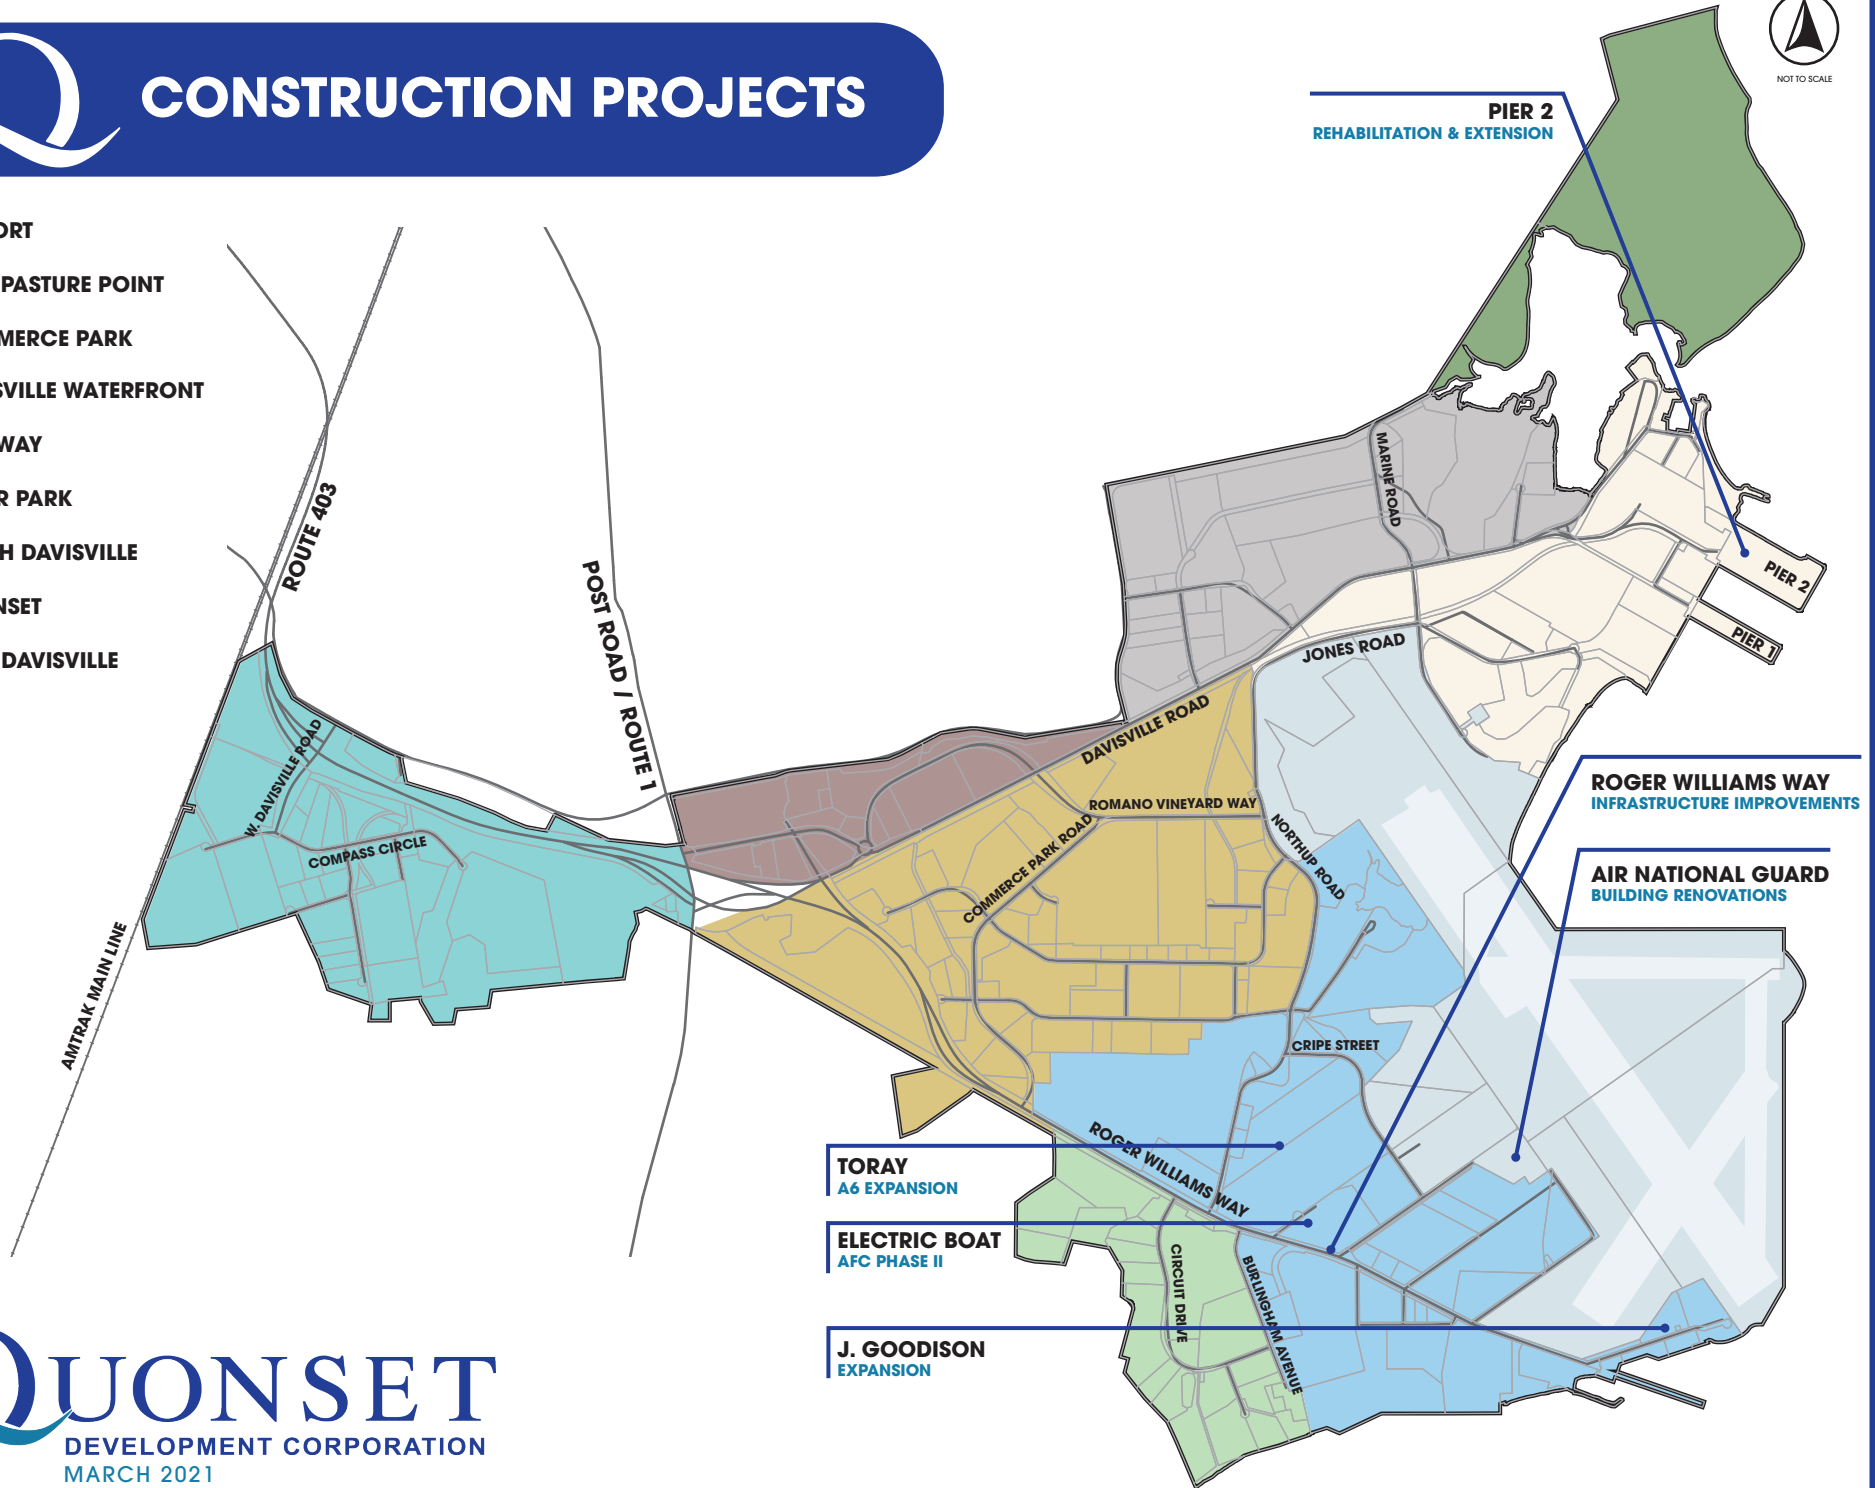 CONSTRUCTION PROJECTS
NOT TO SCALE
PIER 2
REHABILITATION & EXTENSION
ORT
PASTURE POINT
MERCE PARK
SVILLE WATERFRONT
WAY
R PARK
H DAVISVILLE
NSET
DAVISVILLE
ROUTE 403
POST ROAD / ROUTE 1
MARINE ROAD
PIER 2
PIER 1
JONES ROAD
DAVISVILLE ROAD
W. DAVISVILLE ROAD
COMPASS CIRCLE
ROMANO VINEYARD WAY
COMMERCE PARK ROAD
NORTHUP ROAD
ROGER WILLIAMS WAY
INFRASTRUCTURE IMPROVEMENTS
AIR NATIONAL GUARD
BUILDING RENOVATIONS
AMTRAK MAIN LINE
CRIPE STREET
TORAY
A6 EXPANSION
ROGER WILLIAMS WAY
ELECTRIC BOAT
AFC PHASE II
CIRCUIT DRIVE
BURLINGHAM AVENUE
J. GOODISON
EXPANSION
QUONSET
DEVELOPMENT CORPORATION
MARCH 2021